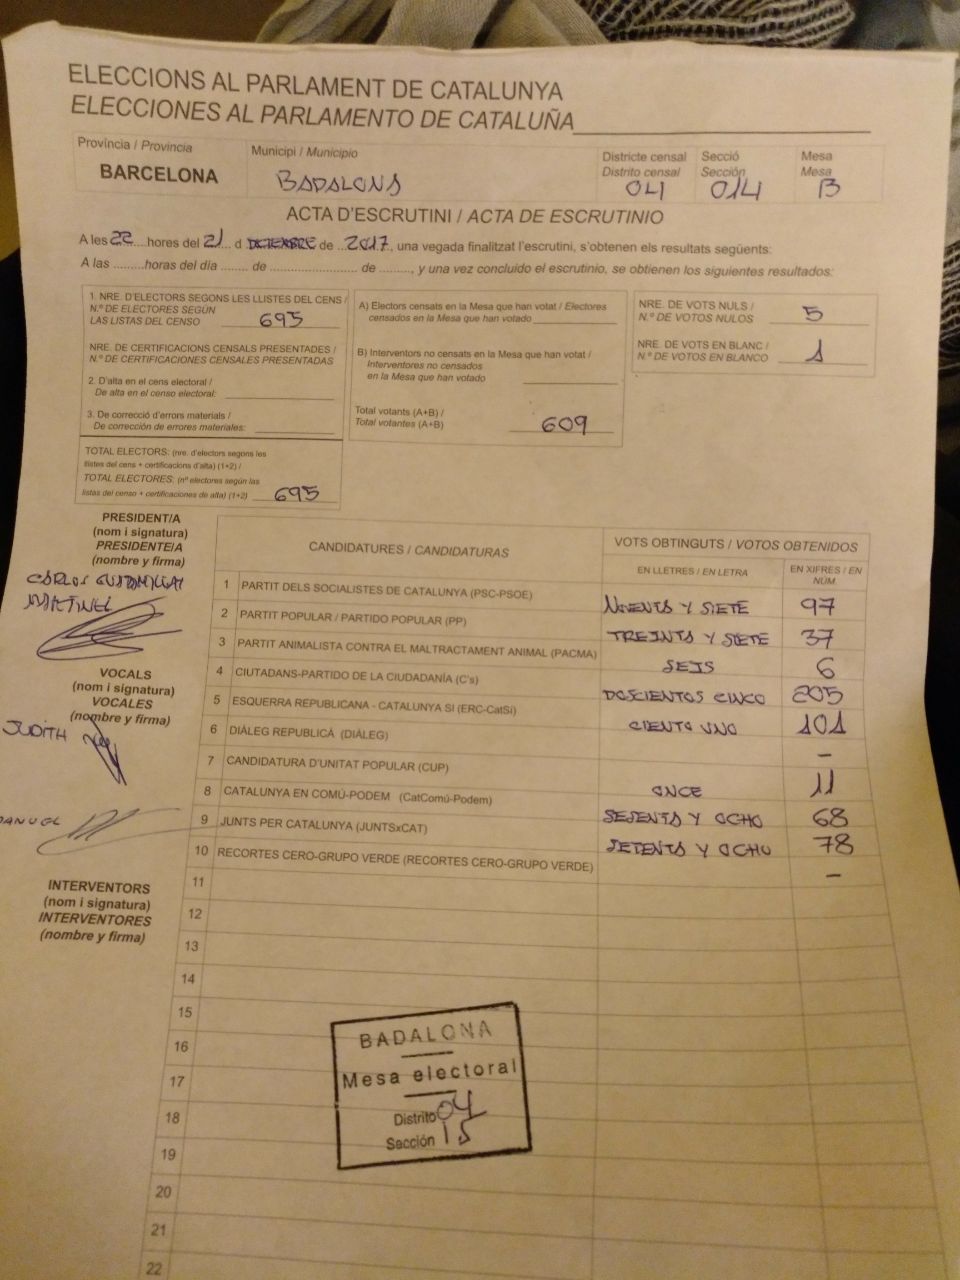 ELECCIONS AL PARLAMENT DE CATALUNYA
ELECCIONES AL PARLAMENTO DE CATALUÑA
Província / Provincia
BARCELONA
Municipi / Municipio
BADALONA
Districte censal
Distrito censal
04
Secció
Sección
014
Mesa
Mesa
B
ACTA D'ESCRUTINI / ACTA DE ESCRUTINIO
A les 22 hores del 21 d DICIEMBRE de 2017, una vegada finalitzat l'escrutini, s'obtenen els resultats següents:
A las .........horas del día ........ de ......................... de ........., y una vez concluido el escrutinio, se obtienen los siguientes resultados:
1. NRE. D'ELECTORS SEGONS LES LLISTES DEL CENS /
N.º DE ELECTORES SEGÚN
LAS LISTAS DEL CENSO 695
NRE. DE CERTIFICACIONS CENSALS PRESENTADES /
N.º DE CERTIFICACIONES CENSALES PRESENTADAS
2. D'alta en el cens electoral /
De alta en el censo electoral:
3. De correcció d'errors materials /
De corrección de errores materiales:
TOTAL ELECTORS: (nre. d'electors segons les
llistes del cens + certificacions d'alta) (1+2) /
TOTAL ELECTORES: (nº electores según las
listas del censo + certificaciones de alta) (1+2) 695
A) Electors censats en la Mesa que han votat / Electores
censados en la Mesa que han votado
B) Interventors no censats en la Mesa que han votat /
Interventores no censados
en la Mesa que han votado
Total votants (A+B) /
Total votantes (A+B) 609
NRE. DE VOTS NULS /
N.º DE VOTOS NULOS 5
NRE. DE VOTS EN BLANC /
N.º DE VOTOS EN BLANCO 1
PRESIDENT/A
(nom i signatura)
PRESIDENTE/A
(nombre y firma)
CARLOS
VOCALS
(nom i signatura)
VOCALES
(nombre y firma)
JUDITH
INTERVENTORS
(nom i signatura)
INTERVENTORES
(nombre y firma)
CANDIDATURES / CANDIDATURAS
VOTS OBTINGUTS / VOTOS OBTENIDOS
EN LLETRES / EN LETRA
EN XIFRES / EN
NÚM.
1 PARTIT DELS SOCIALISTES DE CATALUNYA (PSC-PSOE) NOVENTA Y SIETE 97
2 PARTIT POPULAR / PARTIDO POPULAR (PP) TREINTA Y SIETE 37
3 PARTIT ANIMALISTA CONTRA EL MALTRACTAMENT ANIMAL (PACMA) SEIS 6
4 CIUTADANS-PARTIDO DE LA CIUDADANÍA (C's) DOSCIENTOS CINCO 205
5 ESQUERRA REPUBLICANA - CATALUNYA SÍ (ERC-CatSí) CIENTO UNO 101
6 DIÀLEG REPUBLICÀ (DIÀLEG) –
7 CANDIDATURA D'UNITAT POPULAR (CUP) ONCE 11
8 CATALUNYA EN COMÚ-PODEM (CatComú-Podem) SESENTA Y OCHO 68
9 JUNTS PER CATALUNYA (JUNTSxCAT) SETENTA Y OCHO 78
10 RECORTES CERO-GRUPO VERDE (RECORTES CERO-GRUPO VERDE) –
11
12
13
14
15
16
17
18
19
20
21
22
BADALONA
Mesa electoral
Distrito 04
Sección 15